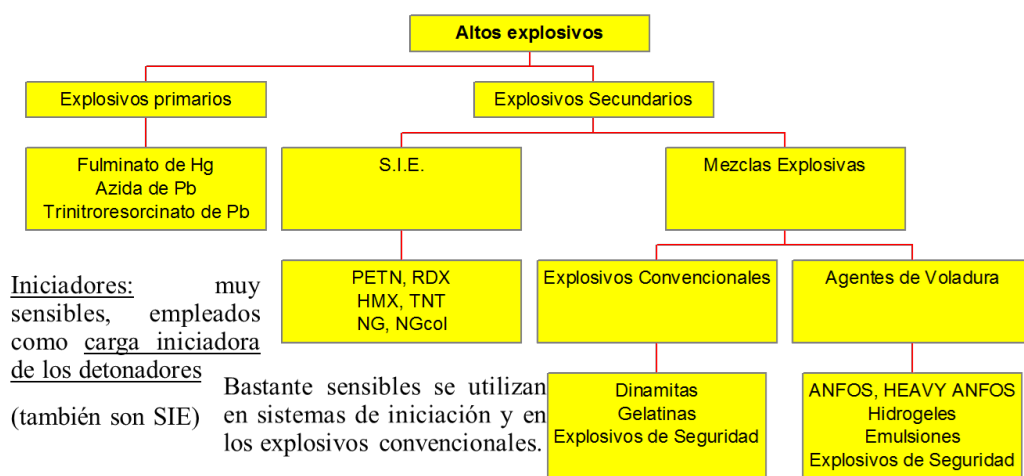 Altos explosivos
Explosivos primarios
Explosivos Secundarios
Fulminato de Hg
Azida de Pb
Trinitroresorcinato de Pb
S.I.E.
Mezclas Explosivas
Iniciadores: muy
sensibles, empleados
como carga iniciadora
de los detonadores
(también son SIE)
PETN, RDX
HMX, TNT
NG, NGcol
Explosivos Convencionales
Agentes de Voladura
Bastante sensibles se utilizan
en sistemas de iniciación y en
los explosivos convencionales.
Dinamitas
Gelatinas
Explosivos de Seguridad
ANFOS, HEAVY ANFOS
Hidrogeles
Emulsiones
Explosivos de Seguridad